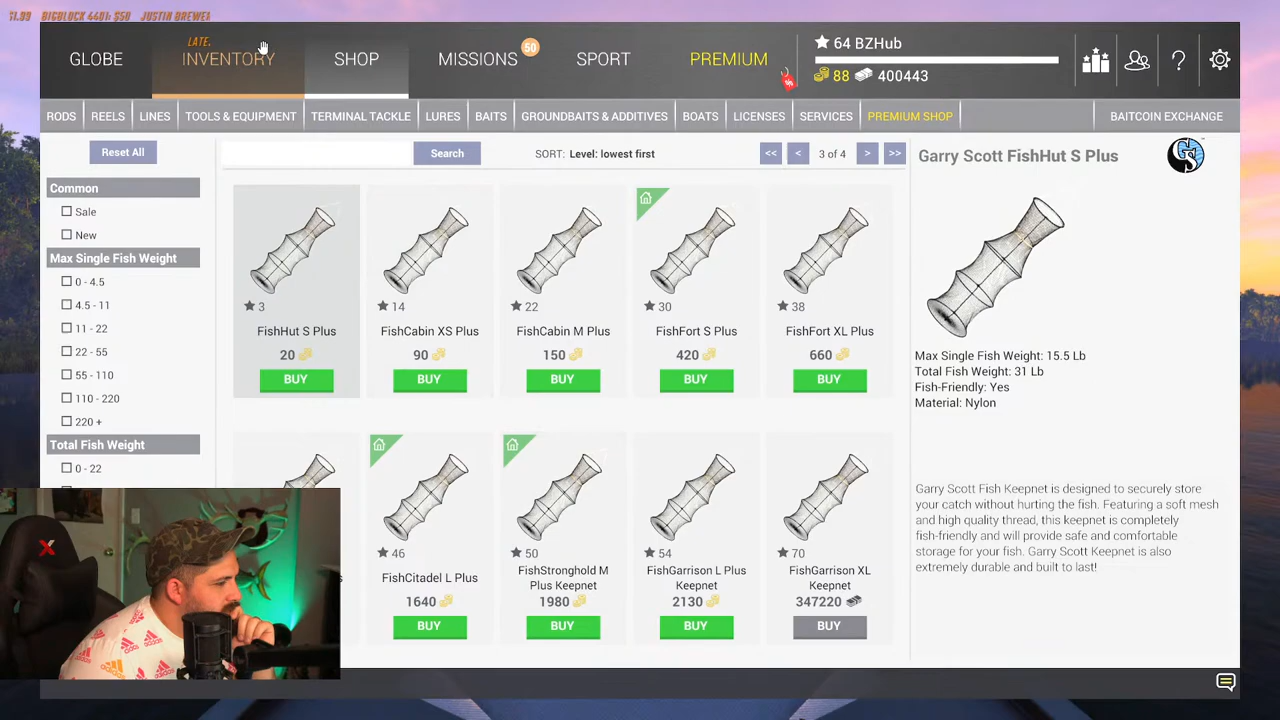 $1.99 BIGBLOCK 4401: $50 JUSTIN BREWER
LATE.
GLOBE
INVENTORY
SHOP
MISSIONS
50
SPORT
PREMIUM
64 BZHub
88 400443
RODS
REELS
LINES
TOOLS & EQUIPMENT
TERMINAL TACKLE
LURES
BAITS
GROUNDBAITS & ADDITIVES
BOATS
LICENSES
SERVICES
PREMIUM SHOP
BAITCOIN EXCHANGE
Reset All
Search
SORT: Level: lowest first
<< < 3 of 4 > >>
Common
Sale
New
Max Single Fish Weight
0 - 4.5
4.5 - 11
11 - 22
22 - 55
55 - 110
110 - 220
220 +
Total Fish Weight
0 - 22
3
FishHut S Plus
20
BUY
14
FishCabin XS Plus
90
BUY
22
FishCabin M Plus
150
BUY
30
FishFort S Plus
420
BUY
38
FishFort XL Plus
660
BUY
46
FishCitadel L Plus
1640
BUY
50
FishStronghold M
Plus Keepnet
1980
BUY
54
FishGarrison L Plus
Keepnet
2130
BUY
70
FishGarrison XL
Keepnet
347220
BUY
Garry Scott FishHut S Plus
Max Single Fish Weight: 15.5 Lb
Total Fish Weight: 31 Lb
Fish-Friendly: Yes
Material: Nylon
Garry Scott Fish Keepnet is designed to securely store
your catch without hurting the fish. Featuring a soft mesh
and high quality thread, this keepnet is completely
fish-friendly and will provide safe and comfortable
storage for your fish. Garry Scott Keepnet is also
extremely durable and built to last!